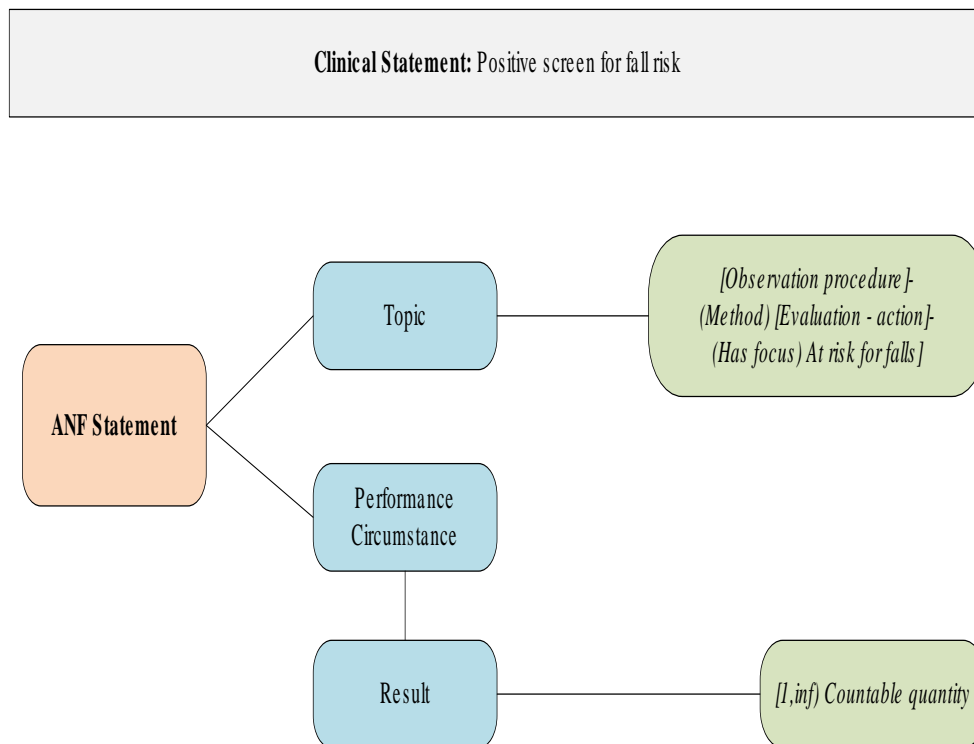 Clinical Statement: Positive screen for fall risk
[Observation procedure]-
(Method) [Evaluation - action]-
(Has focus) At risk for falls]
Topic
ANF Statement
Performance
Circumstance
Result
[1,inf) Countable quantity